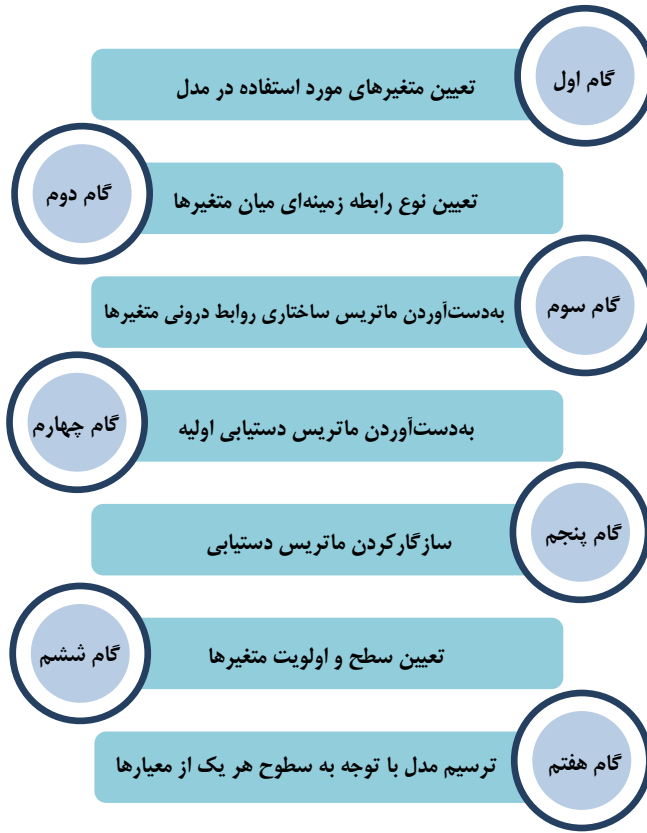 گام اول
تعیین متغیرهای مورد استفاده در مدل
گام دوم
تعیین نوع رابطه زمینه‌ای میان متغیرها
گام سوم
به‌دست‌آوردن ماتریس ساختاری روابط درونی متغیرها
گام چهارم
به‌دست‌آوردن ماتریس دستیابی اولیه
گام پنجم
سازگارکردن ماتریس دستیابی
گام ششم
تعیین سطح و اولویت متغیرها
گام هفتم
ترسیم مدل با توجه به سطوح هر یک از معیارها